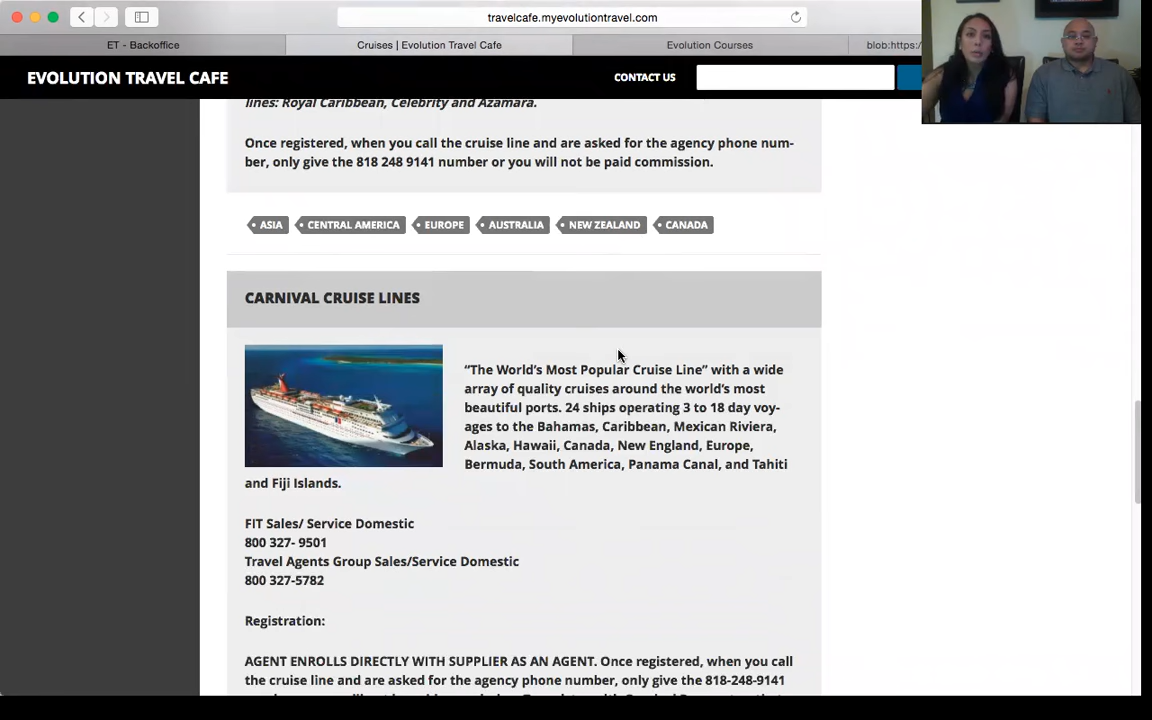 travelcafe.myevolutiontravel.com
ET - Backoffice
Cruises | Evolution Travel Cafe
Evolution Courses
blob:https:/
EVOLUTION TRAVEL CAFE
CONTACT US
lines: Royal Caribbean, Celebrity and Azamara.
Once registered, when you call the cruise line and are asked for the agency phone num-
ber, only give the 818 248 9141 number or you will not be paid commission.
ASIA
CENTRAL AMERICA
EUROPE
AUSTRALIA
NEW ZEALAND
CANADA
CARNIVAL CRUISE LINES
“The World’s Most Popular Cruise Line” with a wide
array of quality cruises around the world’s most
beautiful ports. 24 ships operating 3 to 18 day voy-
ages to the Bahamas, Caribbean, Mexican Riviera,
Alaska, Hawaii, Canada, New England, Europe,
Bermuda, South America, Panama Canal, and Tahiti
and Fiji Islands.
FIT Sales/ Service Domestic
800 327- 9501
Travel Agents Group Sales/Service Domestic
800 327-5782
Registration:
AGENT ENROLLS DIRECTLY WITH SUPPLIER AS AN AGENT. Once registered, when you call
the cruise line and are asked for the agency phone number, only give the 818-248-9141